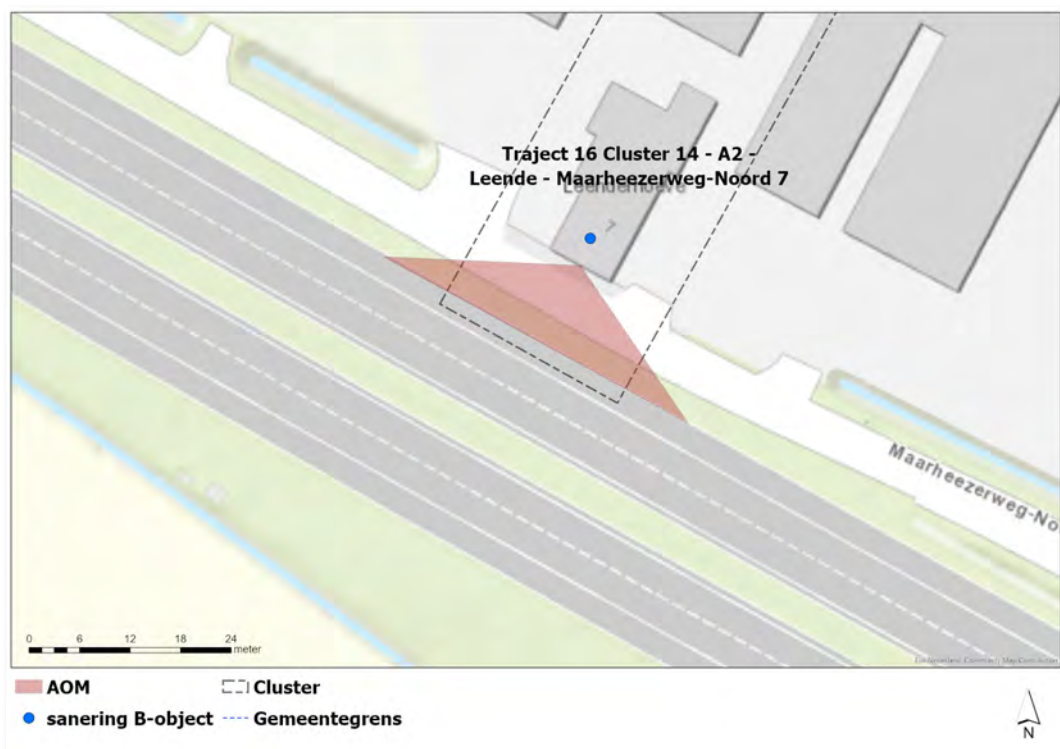 Traject 16 Cluster 14 - A2 -
Leende - Maarheezerweg-Noord 7
Leenderhoeve
7
Maarheezerweg-No
0 6 12 18 24
meter
AOM
Cluster
sanering B-object
Gemeentegrens
N